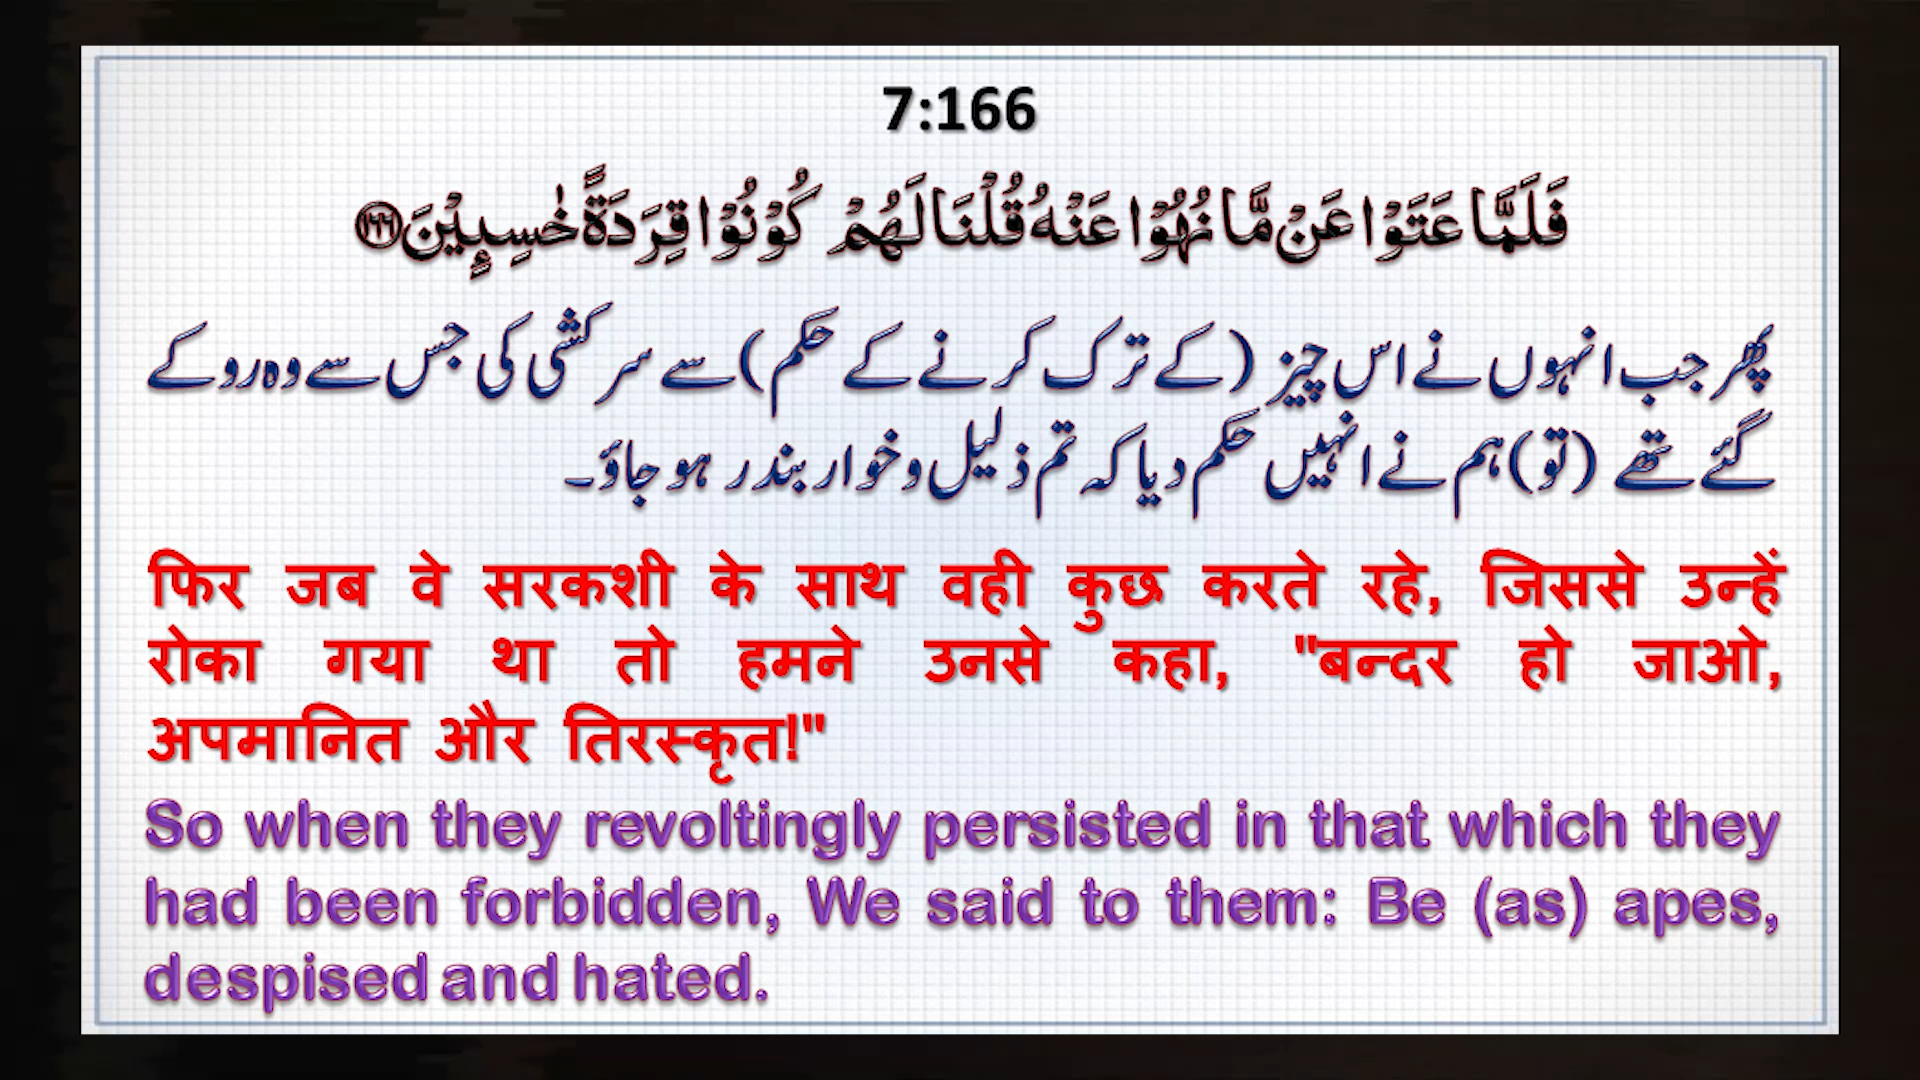 7:166
فَلَمَّا عَتَوْا عَنْ مَّا نُهُوْا عَنْهُ قُلْنَا لَهُمْ كُوْنُوْا قِرَدَةً خٰسِـِٕيْنَ ﴿۱۶۶﴾
پھر جب انہوں نے اس چیز (کے ترک کرنے کے حکم) سے سرکشی کی جس سے وہ روکے
گئے تھے (تو) ہم نے انہیں حکم دیا کہ تم ذلیل و خوار بندر ہو جاؤ۔
फिर जब वे सरकशी के साथ वही कुछ करते रहे, जिससे उन्हें
रोका गया था तो हमने उनसे कहा, "बन्दर हो जाओ,
अपमानित और तिरस्कृत!"
So when they revoltingly persisted in that which they
had been forbidden, We said to them: Be (as) apes,
despised and hated.